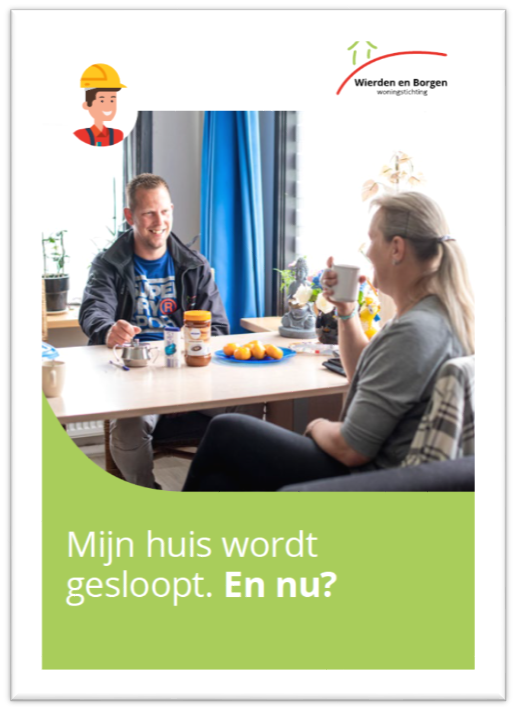 Wierden en Borgen
woningstichting
Mijn huis wordt
gesloopt. En nu?